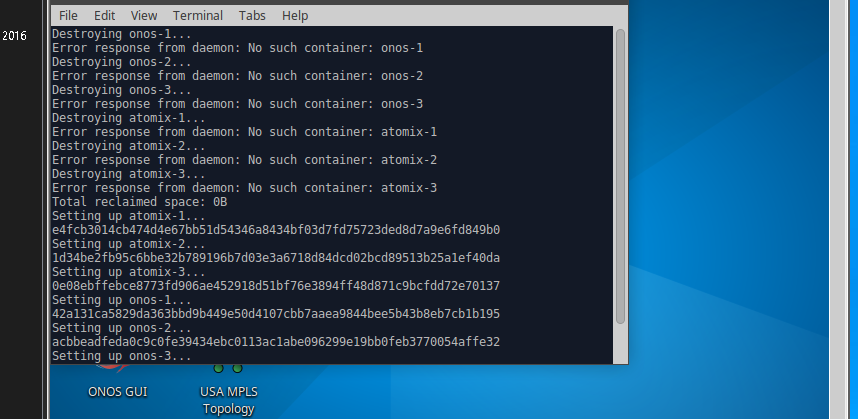 File Edit View Terminal Tabs Help
2016
Destroying onos-1...
Error response from daemon: No such container: onos-1
Destroying onos-2...
Error response from daemon: No such container: onos-2
Destroying onos-3...
Error response from daemon: No such container: onos-3
Destroying atomix-1...
Error response from daemon: No such container: atomix-1
Destroying atomix-2...
Error response from daemon: No such container: atomix-2
Destroying atomix-3...
Error response from daemon: No such container: atomix-3
Total reclaimed space: 0B
Setting up atomix-1...
e4fcb3014cb474d4e67bb51d54346a8434bf03d7fd75723ded8d7a9e6fd849b0
Setting up atomix-2...
1d34be2fb95c6bbe32b789196b7d03e3a6718d84dcd02bcd89513b25a1ef40da
Setting up atomix-3...
0e08ebffebce8773fd906ae452918d51bf76e3894ff48d871c9bcfdd72e70137
Setting up onos-1...
42a131ca5829da363bbd9b449e50d4107cbb7aaea9844bee5b43b8eb7cb1b195
Setting up onos-2...
acbbeadfeda0c9c0fe39434ebc0113ac1abe096299e19bb0feb3770054affe32
Setting up onos-3...
ONOS GUI
USA MPLS
Topology